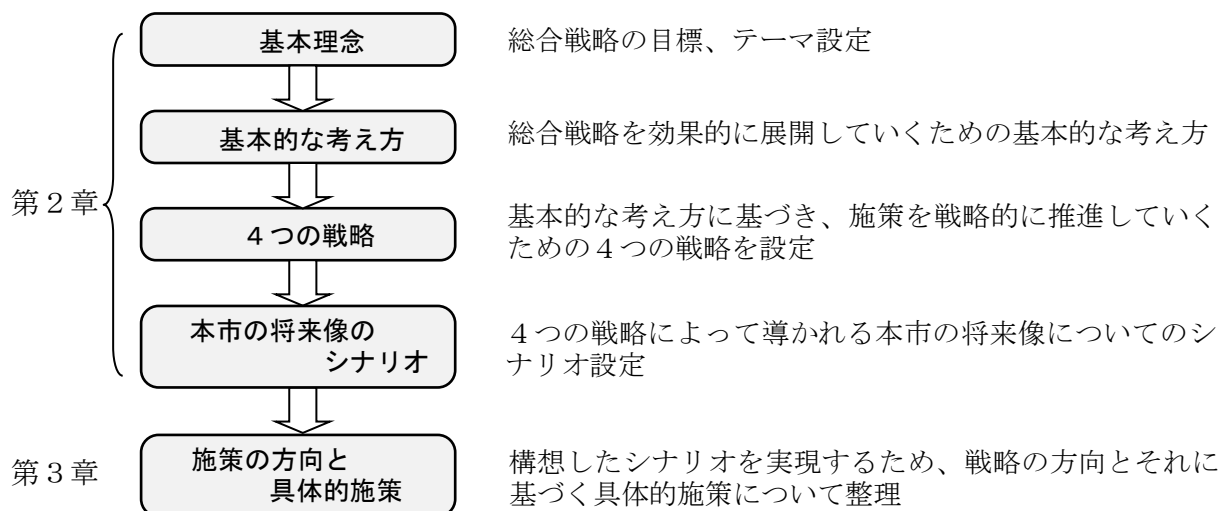 基本理念
総合戦略の目標、テーマ設定
基本的な考え方
総合戦略を効果的に展開していくための基本的な考え方
第２章
４つの戦略
基本的な考え方に基づき、施策を戦略的に推進していく
ための４つの戦略を設定
本市の将来像の
シナリオ
４つの戦略によって導かれる本市の将来像についてのシ
ナリオ設定
第３章
施策の方向と
具体的施策
構想したシナリオを実現するため、戦略の方向とそれに
基づく具体的施策について整理